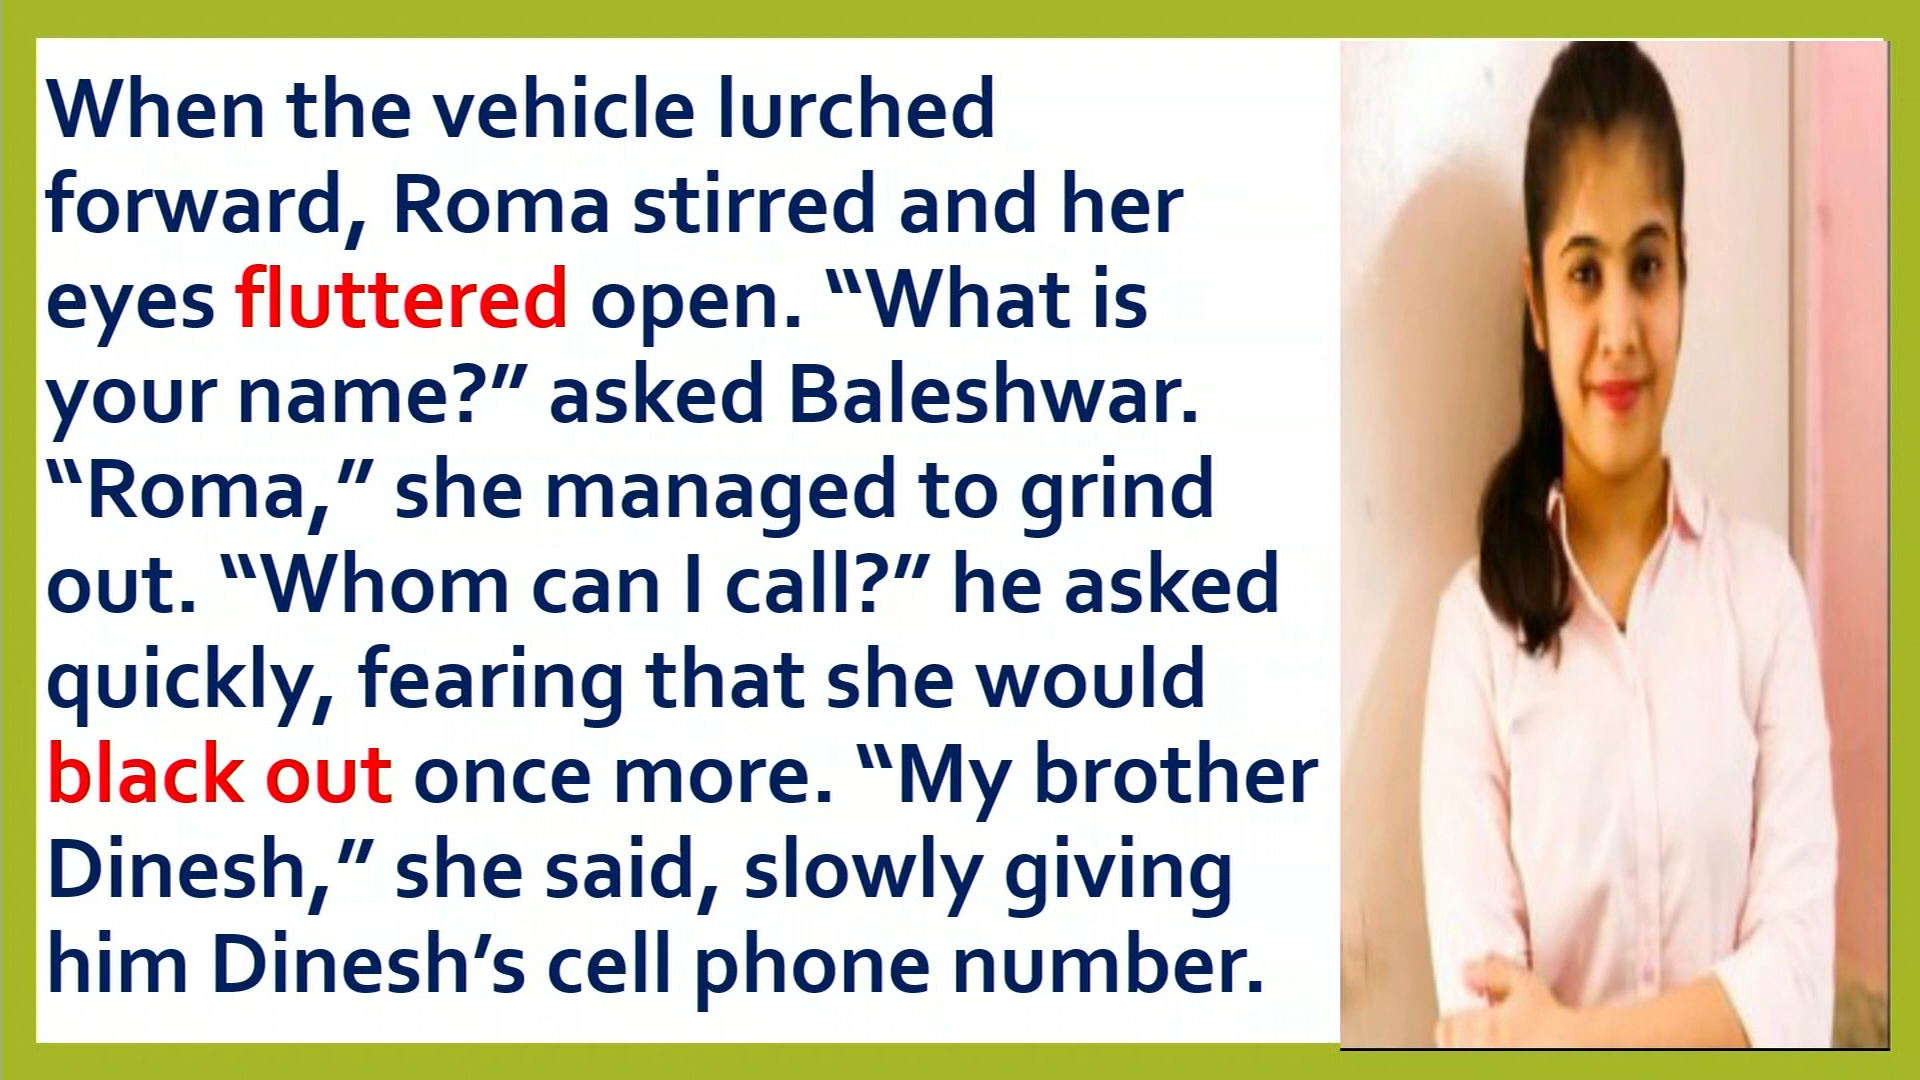 When the vehicle lurched
forward, Roma stirred and her
eyes fluttered open. “What is
your name?” asked Baleshwar.
“Roma,” she managed to grind
out. “Whom can I call?” he asked
quickly, fearing that she would
black out once more. “My brother
Dinesh,” she said, slowly giving
him Dinesh’s cell phone number.